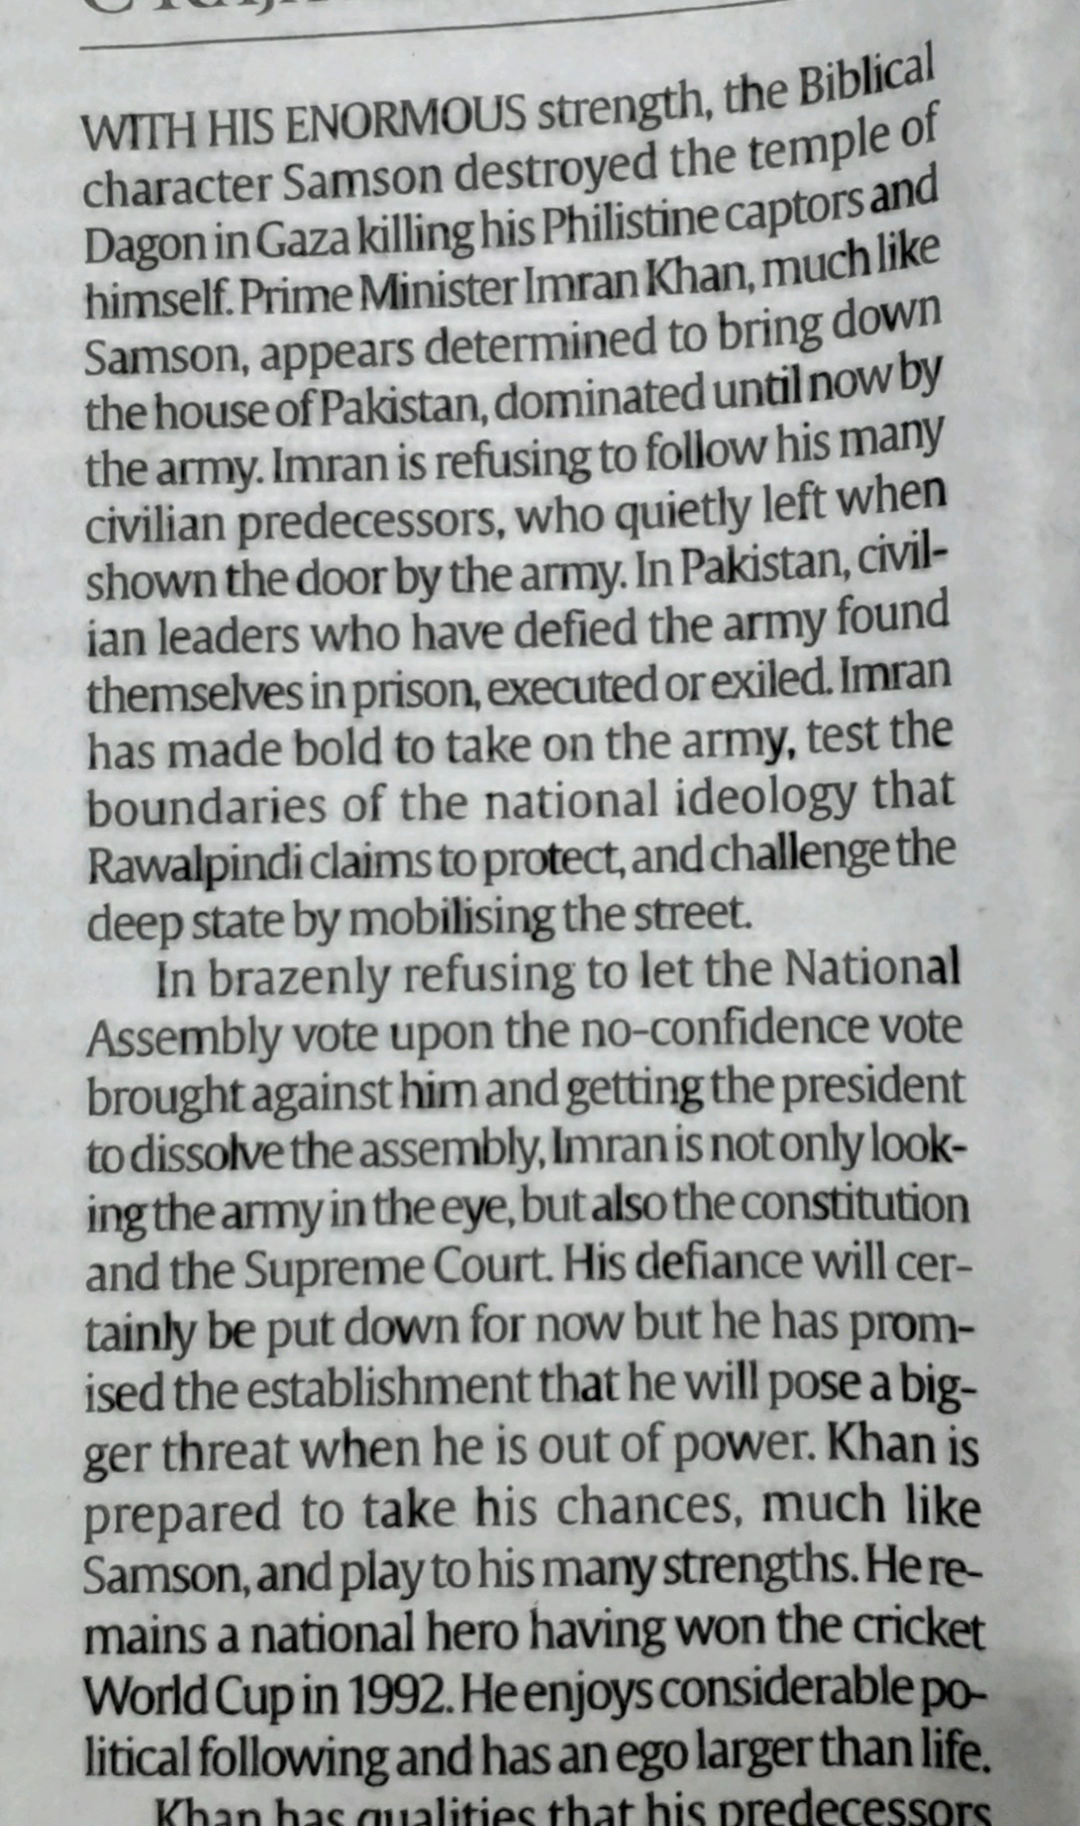 WITH HIS ENORMOUS strength, the Biblical
character Samson destroyed the temple of
Dagon in Gaza killing his Philistine captors and
himself. Prime Minister Imran Khan, much like
Samson, appears determined to bring down
the house of Pakistan, dominated until now by
the army. Imran is refusing to follow his many
civilian predecessors, who quietly left when
shown the door by the army. In Pakistan, civil-
ian leaders who have defied the army found
themselves in prison, executed or exiled. Imran
has made bold to take on the army, test the
boundaries of the national ideology that
Rawalpindi claims to protect, and challenge the
deep state by mobilising the street.
In brazenly refusing to let the National
Assembly vote upon the no-confidence vote
brought against him and getting the president
to dissolve the assembly, Imran is not only look-
ing the army in the eye, but also the constitution
and the Supreme Court. His defiance will cer-
tainly be put down for now but he has prom-
ised the establishment that he will pose a big-
ger threat when he is out of power. Khan is
prepared to take his chances, much like
Samson, and play to his many strengths. He re-
mains a national hero having won the cricket
World Cup in 1992. He enjoys considerable po-
litical following and has an ego larger than life.
Khan has qualities that his predecessors